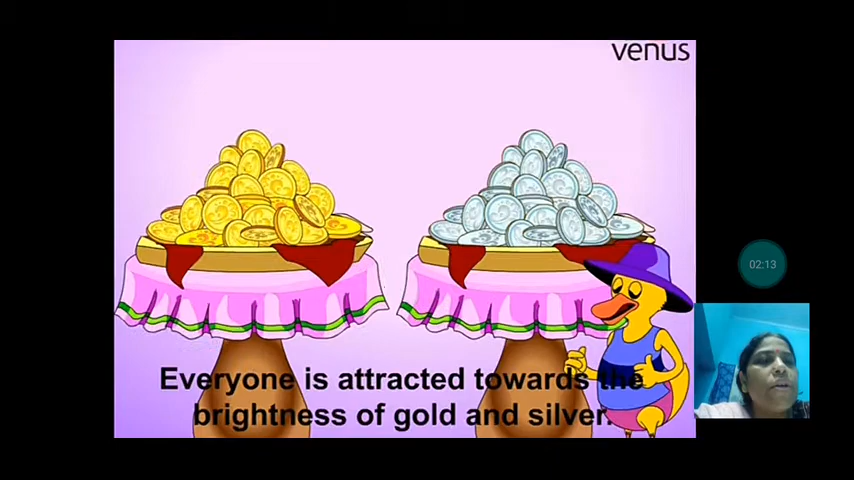 venus
02:13
Everyone is attracted towards the
brightness of gold and silver.